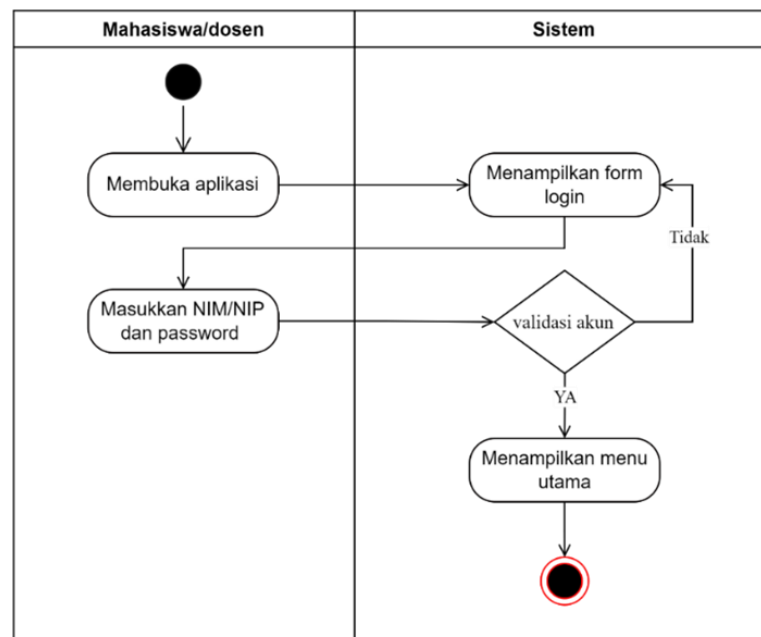 Mahasiswa/dosen
Sistem
Membuka aplikasi
Menampilkan form
login
Tidak
Masukkan NIM/NIP
dan password
validasi akun
YA
Menampilkan menu
utama